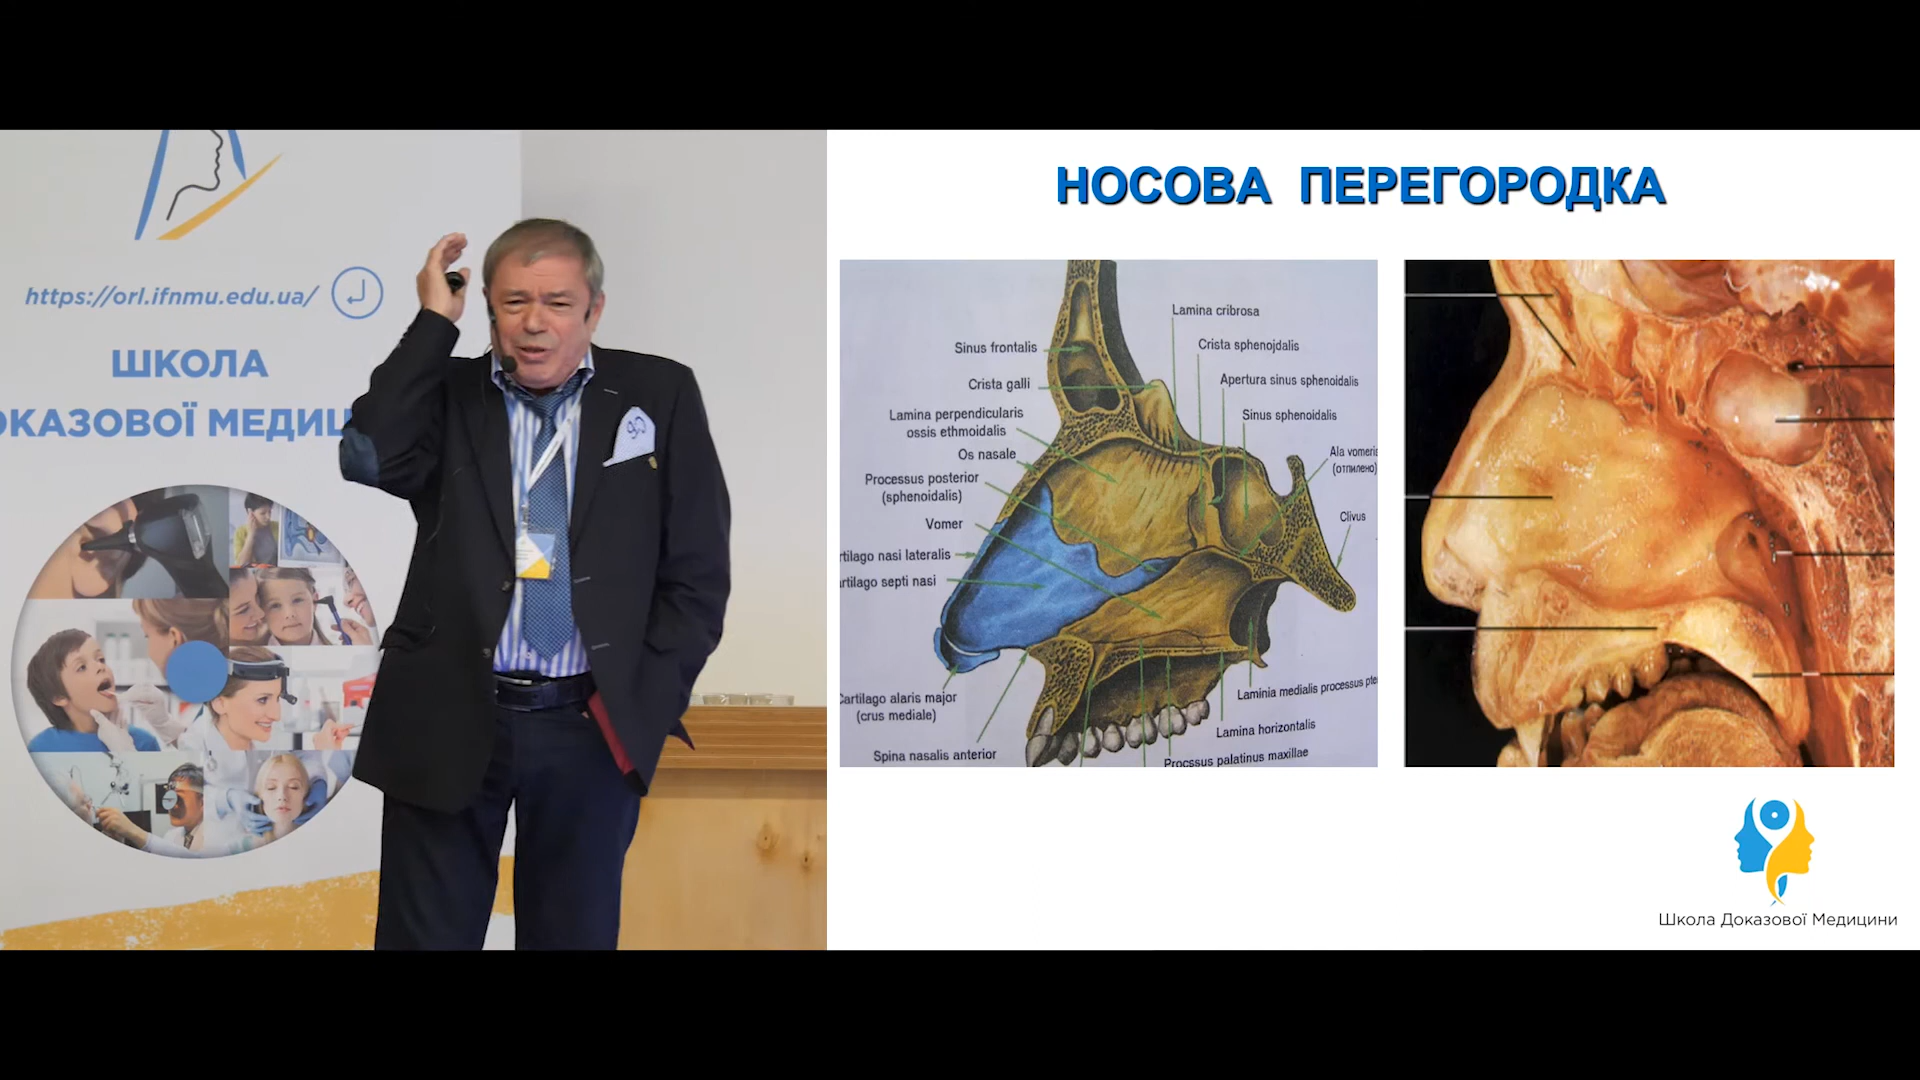 https://orl.ifnmu.edu.ua/
ШКОЛА
ОКАЗОВОЇ МЕДИЦ
НОСОВА ПЕРЕГОРОДКА
Lamina cribrosa
Sinus frontalis
Crista sphenojdalis
Crista galli
Apertura sinus sphenoidalis
Lamina perpendicularis
ossis ethmoidalis
Sinus sphenoidalis
Os nasale
Ala vomeris
(отпилено)
Processus posterior
(sphenoidalis)
Vomer
Clivus
rtilago nasi lateralis
rtilago septi nasi
Cartilago alaris major
(crus mediale)
Laminia medialis processus pte
Lamina horizontalis
Spina nasalis anterior
Procssus palatinus maxillae
Школа Доказової Медицини